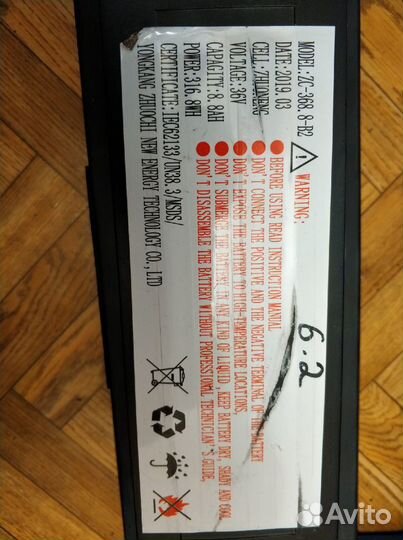 MODEL:ZC-368.8-B2
DATE:2019.03
CELL:ZHUONENG
VOLTAGE:36V
CAPACITY:8.8AH
POWER:316.8WH
CERTIFICATE:IEC62133/UN38.3/MSDS/
YONGKANG ZHUOCHI NEW ENERGY TECHNOLOGY CO.,LTD
WARNING:
BEFORE USING READ INSTRUCTION MANUAL
DON'T CONNECT THE POSITIVE AND THE NEGATIVE TERMINAL OF BATTERY
DON'T EXPOSE THE BATTERY TO HIGH-TEMPERATURE LOCATIONS.
DON'T SUBMERGE THE BATTERY IN ANY KIND OF LIQUID,KEEP BATTERY DRY, SHADY AND COOL
DON'T DISASSEMBLE THE BATTERY WITHOUT PROFESSIONAL TECHNICIAN'S GUIDE.
6.2
Avito